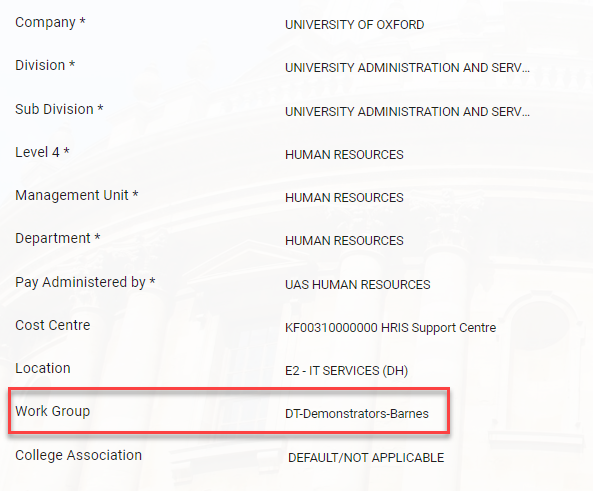 Company * UNIVERSITY OF OXFORD
Division * UNIVERSITY ADMINISTRATION AND SERV...
Sub Division * UNIVERSITY ADMINISTRATION AND SERV...
Level 4 * HUMAN RESOURCES
Management Unit * HUMAN RESOURCES
Department * HUMAN RESOURCES
Pay Administered by * UAS HUMAN RESOURCES
Cost Centre KF00310000000 HRIS Support Centre
Location E2 - IT SERVICES (DH)
Work Group DT-Demonstrators-Barnes
College Association DEFAULT/NOT APPLICABLE